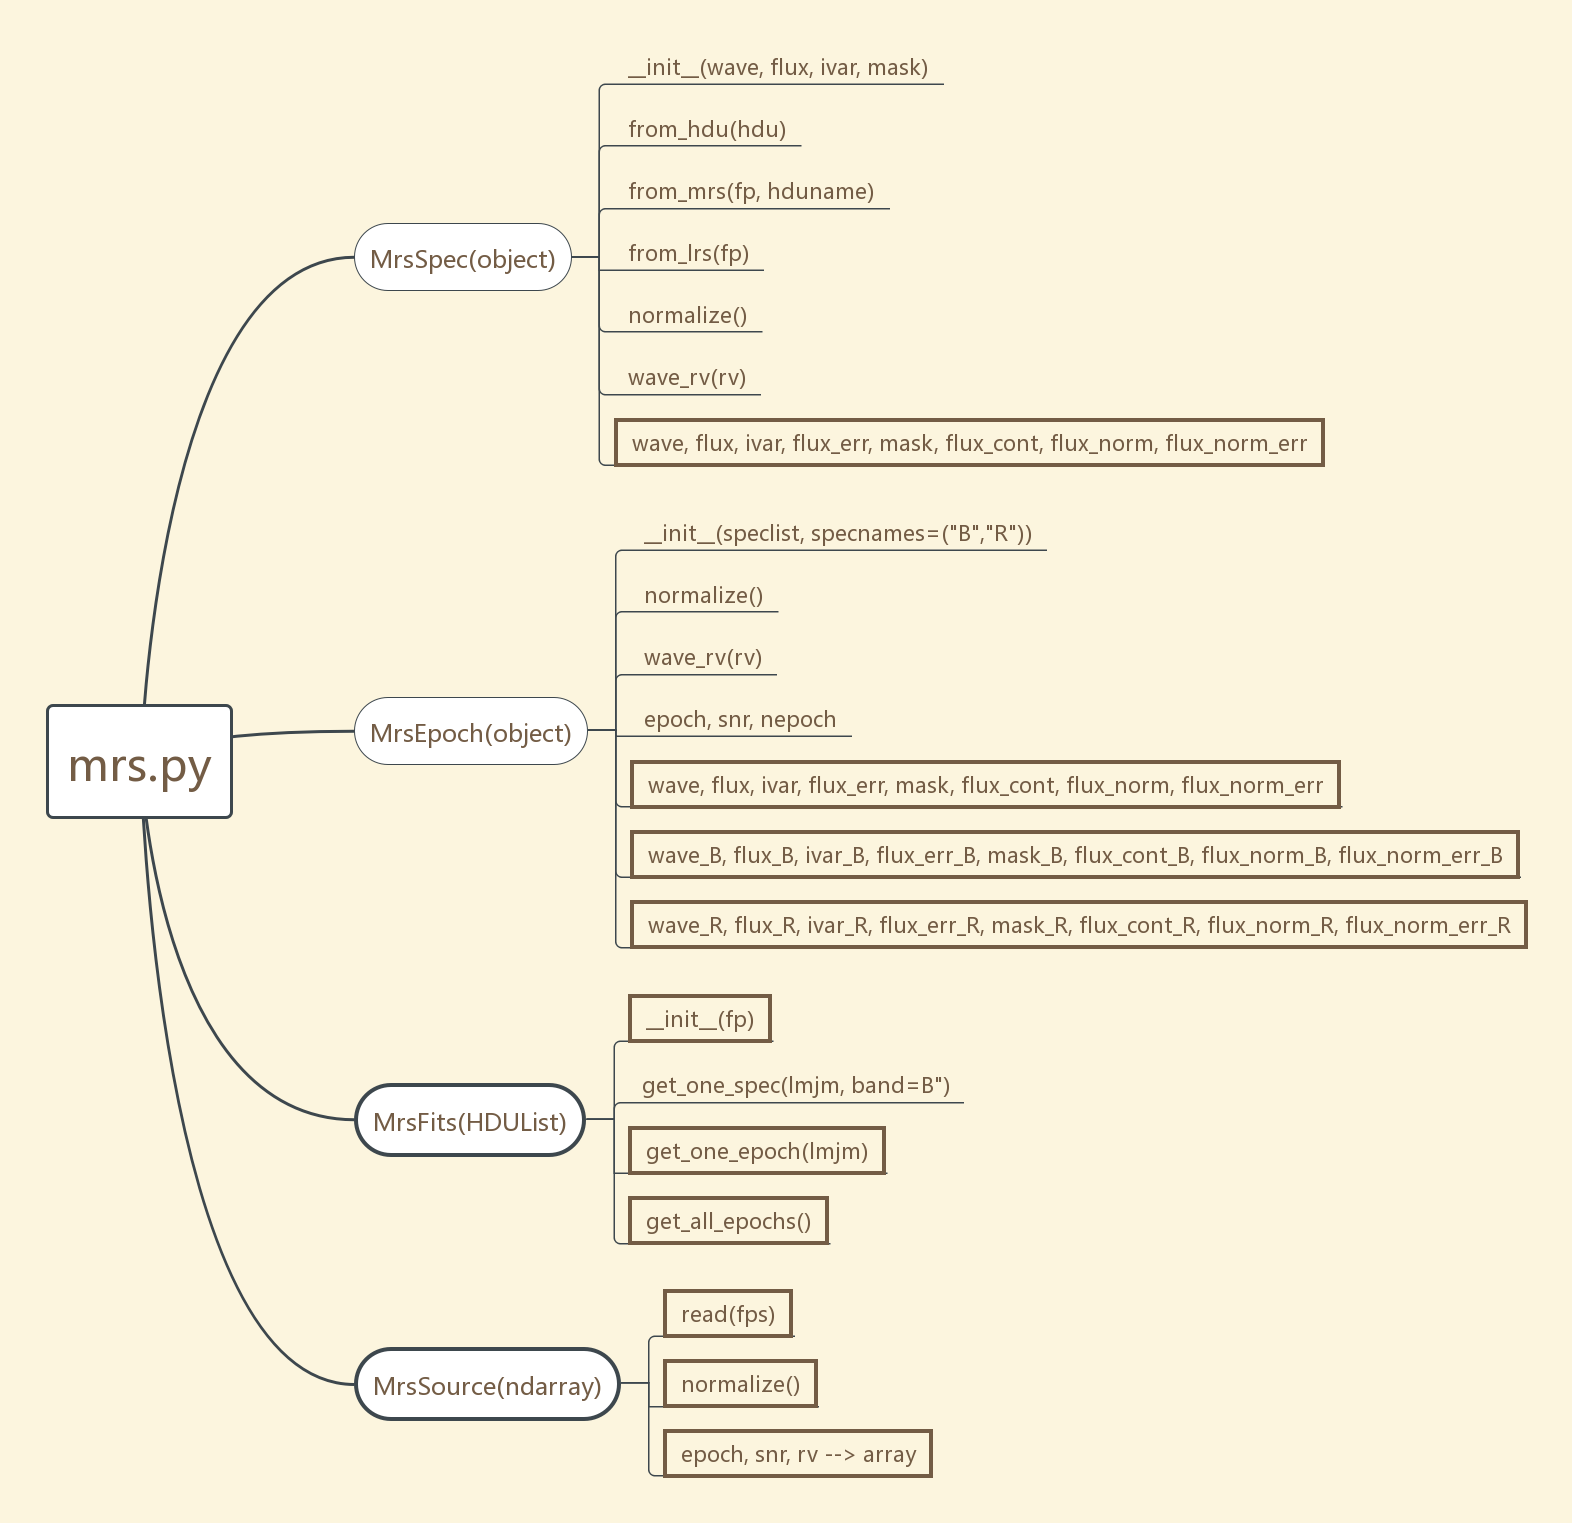 mrs.py
MrsSpec(object)
__init__(wave, flux, ivar, mask)
from_hdu(hdu)
from_mrs(fp, hduname)
from_lrs(fp)
normalize()
wave_rv(rv)
wave, flux, ivar, flux_err, mask, flux_cont, flux_norm, flux_norm_err
MrsEpoch(object)
__init__(speclist, specnames=("B","R"))
normalize()
wave_rv(rv)
epoch, snr, nepoch
wave, flux, ivar, flux_err, mask, flux_cont, flux_norm, flux_norm_err
wave_B, flux_B, ivar_B, flux_err_B, mask_B, flux_cont_B, flux_norm_B, flux_norm_err_B
wave_R, flux_R, ivar_R, flux_err_R, mask_R, flux_cont_R, flux_norm_R, flux_norm_err_R
MrsFits(HDUList)
__init__(fp)
get_one_spec(lmjm, band=B")
get_one_epoch(lmjm)
get_all_epochs()
MrsSource(ndarray)
read(fps)
normalize()
epoch, snr, rv --> array